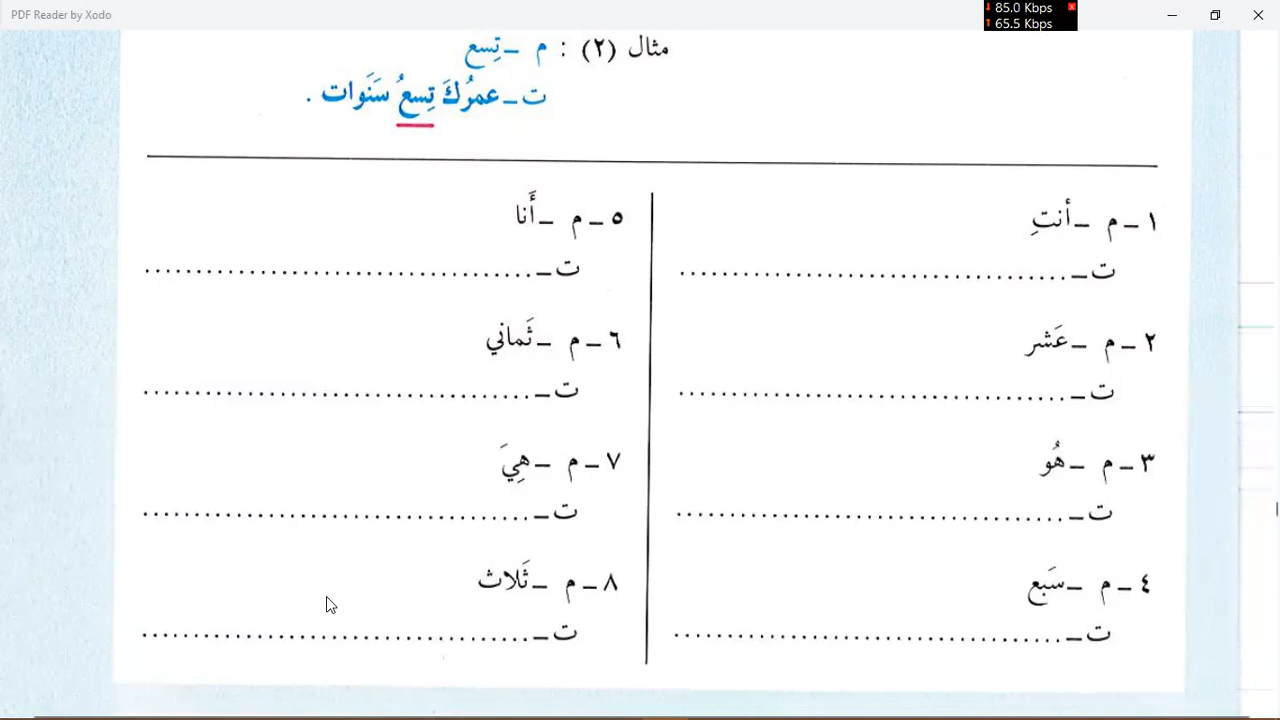 PDF Reader by Xodo
↓ 85.0 Kbps x
↑ 65.5 Kbps
مثال (٢) : م ـ تِسع
ت ـ عمرُكَ تِسعُ سَنَوات .
١ ـ م ـ أنتِ
ت ـ ......................................
٢ ـ م ـ عَشر
ت ـ ......................................
٣ ـ م ـ هُو
ت ـ ......................................
٤ ـ م ـ سَبع
ت ـ ......................................
٥ ـ م ـ أَنا
ت ـ ......................................
٦ ـ م ـ ثَماني
ت ـ ......................................
٧ ـ م ـ هِيَ
ت ـ ......................................
٨ ـ م ـ ثَلاث
ت ـ ......................................